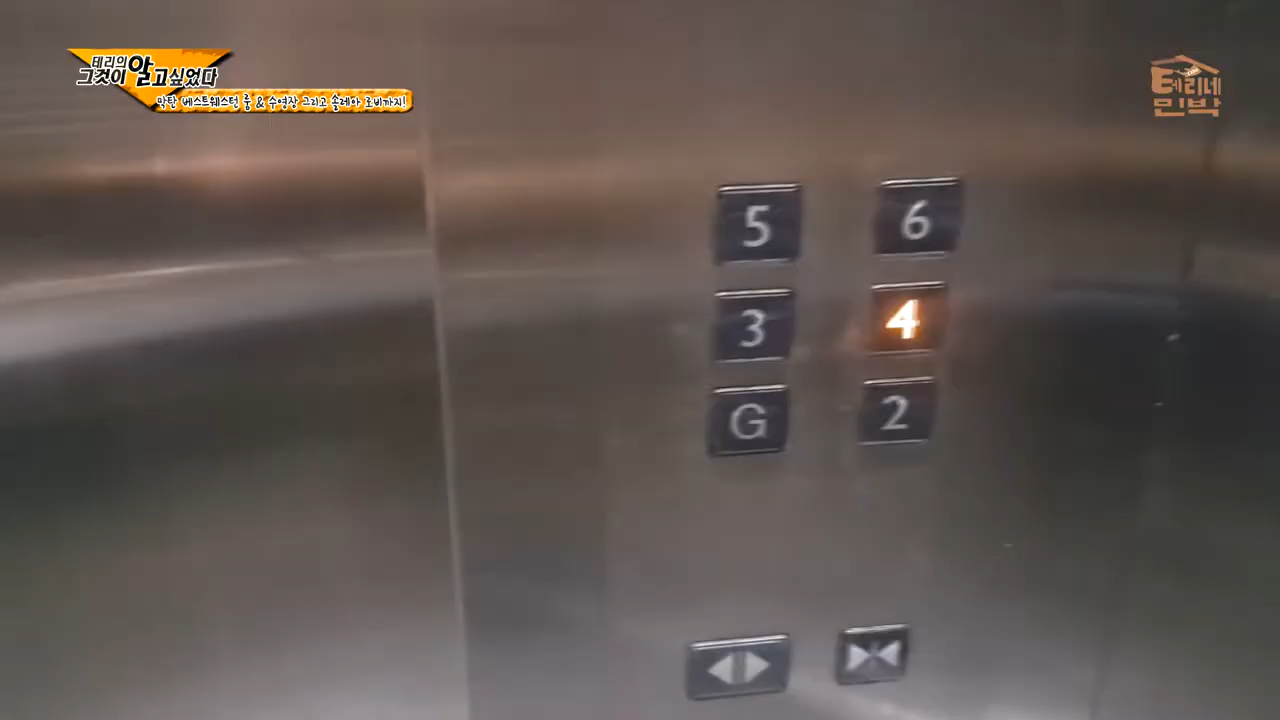 테리의
그것이 알고싶었다
막탄 베스트웨스턴 룸 & 수영장 그리고 솔레아 로비까지!
테리네
민박
5 6
3 4
G 2